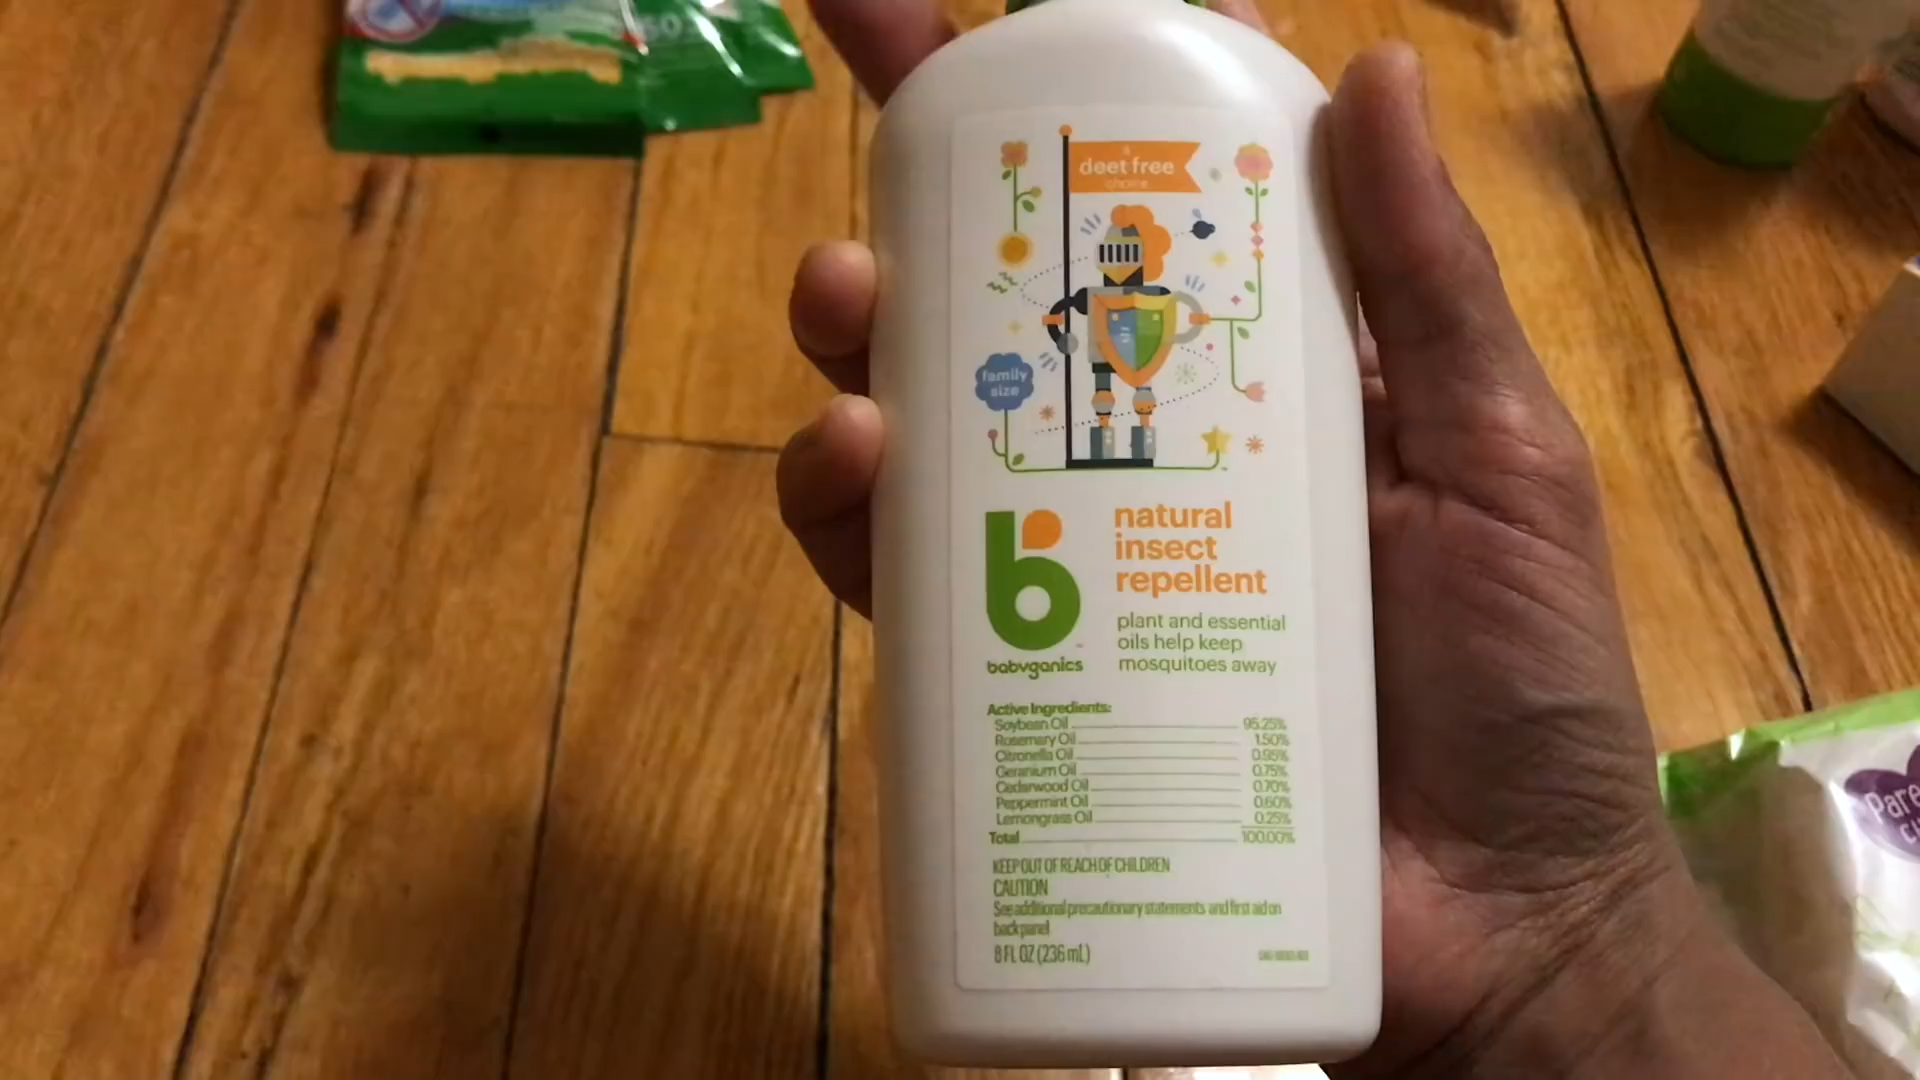 50
a
deet free
choice
family
size
natural
insect
repellent
plant and essential
oils help keep
mosquitoes away
babyganics
Active Ingredients:
Soybean Oil 95.25%
Rosemary Oil 1.50%
Citronella Oil 0.95%
Geranium Oil 0.75%
Cedarwood Oil 0.70%
Peppermint Oil 0.60%
Lemongrass Oil 0.25%
Total 100.00%
KEEP OUT OF REACH OF CHILDREN
CAUTION
See additional precautionary statements and first aid on
back panel
8 FL OZ (236 mL)
Pare